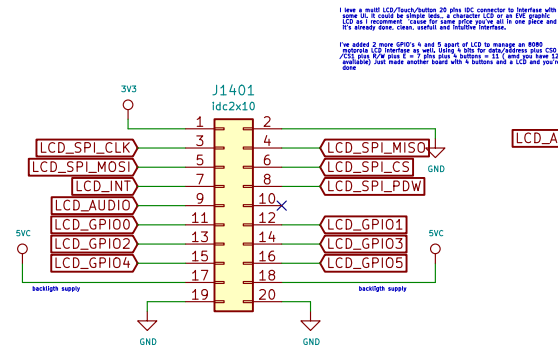 I leve a multi LCD/Touch/button 20 pins IDC connector to interfase with
some UI. It could be simple leds., a character LCD or an EVE graphic
LCD as I recomment  'cause for same price you've all in one piece and
it's already done, clean, usefull and intuitive interfase.
I've added 2 more GPIO's 4 and 5 apart of LCD to manage an 8080
motorola LCD interfase as well. Using 4 bits for data/address plus CS0
/CS1 plus R/W plus E = 7 pins plus 4 buttons = 11 ( amd you have 12
available) Just made another board with 4 buttons and a LCD and you're
done
3V3
J1401
idc2x10
1 2
LCD_SPI_CLK 3 4 LCD_SPI_MISO
LCD_A
LCD_SPI_MOSI 5 6 LCD_SPI_CS
GND
LCD_INT 7 8 LCD_SPI_PDW
LCD_AUDIO 9 10
LCD_GPIO0 11 12 LCD_GPIO1
5VC 5VC
LCD_GPIO2 13 14 LCD_GPIO3
LCD_GPIO4 15 16 LCD_GPIO5
17 18
backligth supply backligth supply
19 20
GND GND